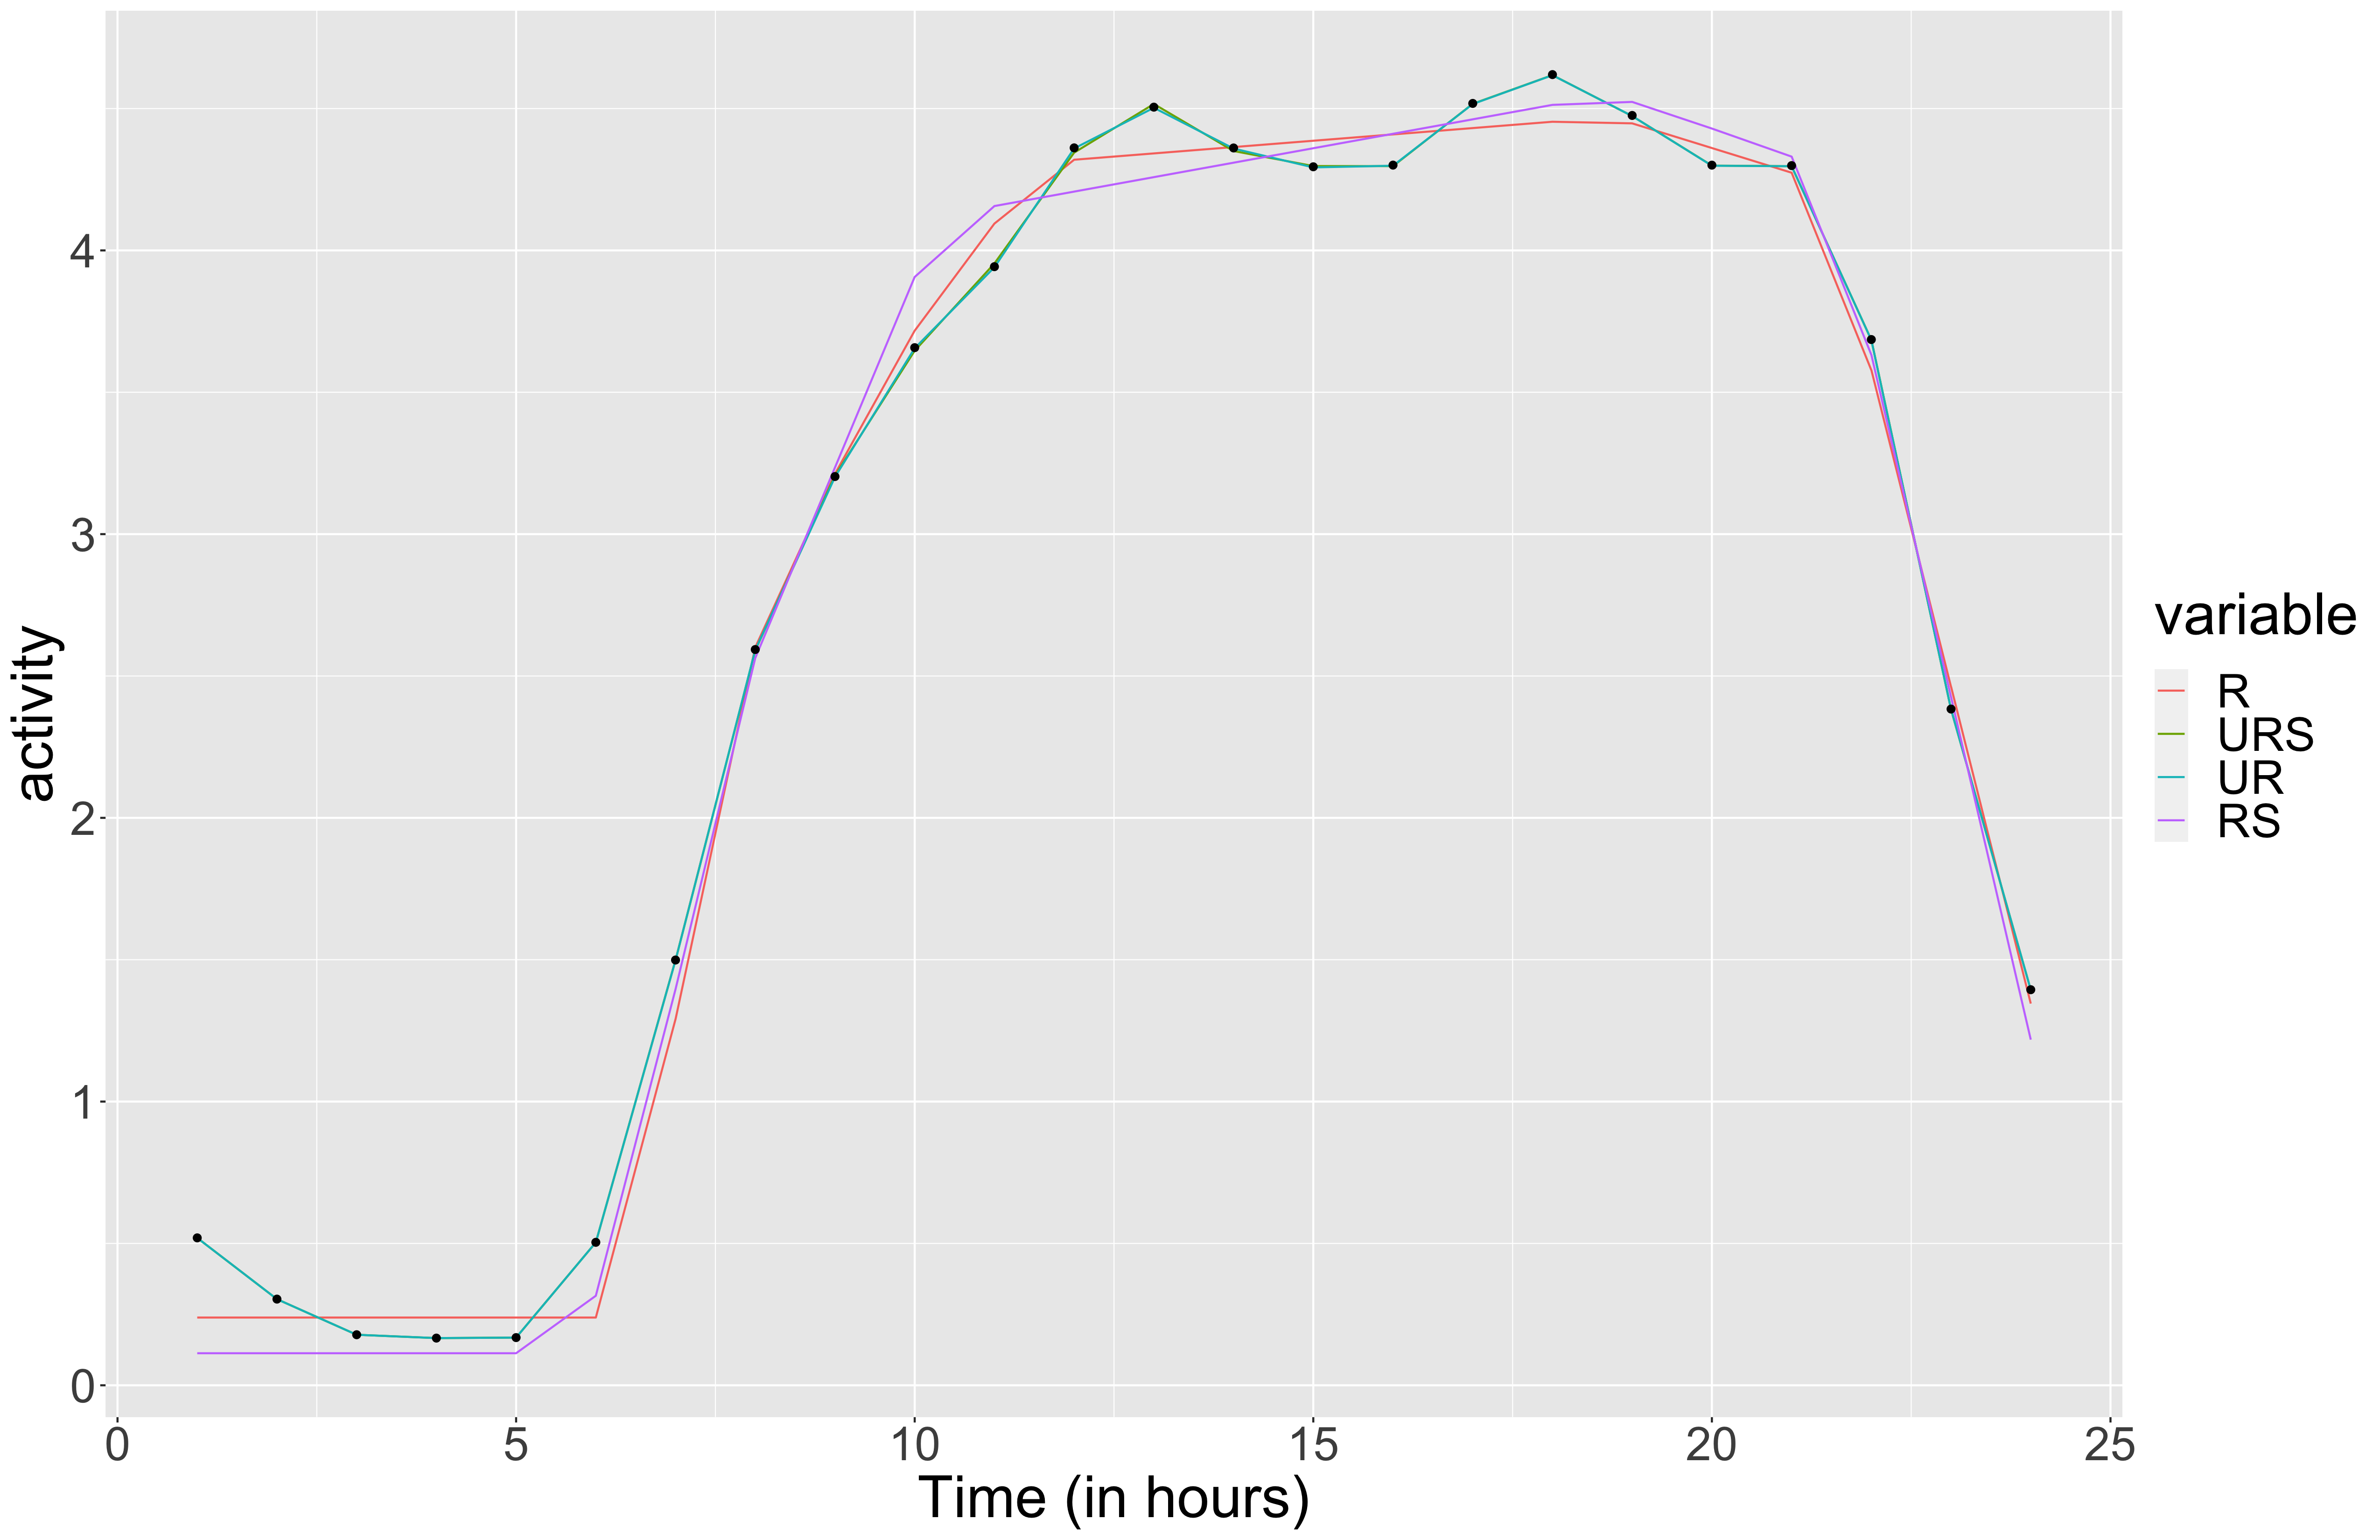 activity
4
3
2
1
0
0 5 10 15 20 25
Time (in hours)
variable
R
URS
UR
RS